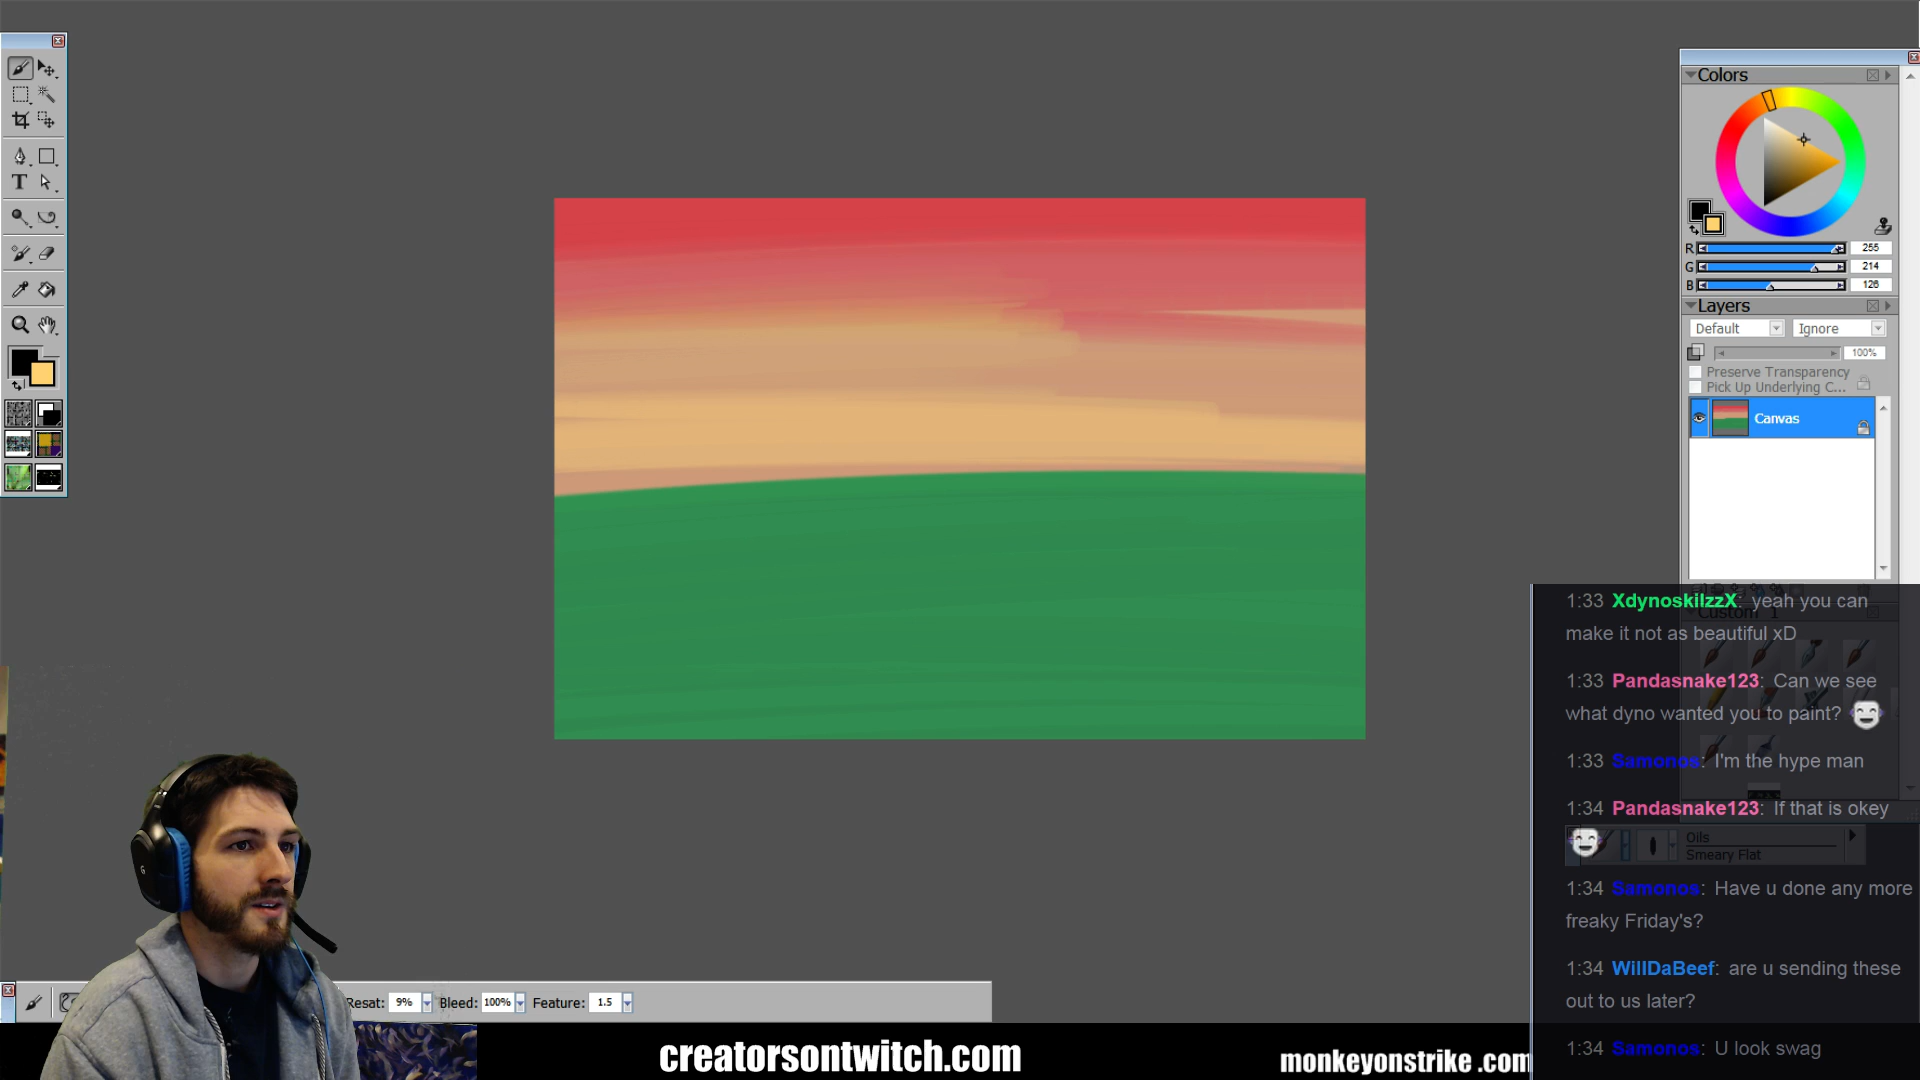 Colors
T
R 255
G 214
B 126
Layers
Default Ignore
100%
Preserve Transparency
Pick Up Underlying C...
Canvas
1:33 XdynoskilzzX: yeah you can
Custom 1
make it not as beautiful xD
1:33 Pandasnake123: Can we see
what dyno wanted you to paint?
1:33 Samonos: I'm the hype man
1:34 Pandasnake123: If that is okey
Oils
Smeary Flat
1:34 Samonos: Have u done any more
freaky Friday's?
1:34 WillDaBeef: are u sending these
out to us later?
1:34 Samonos: U look swag
Resat: 9% Bleed: 100% Feature: 1.5
creatorsontwitch.com
monkeyonstrike .com